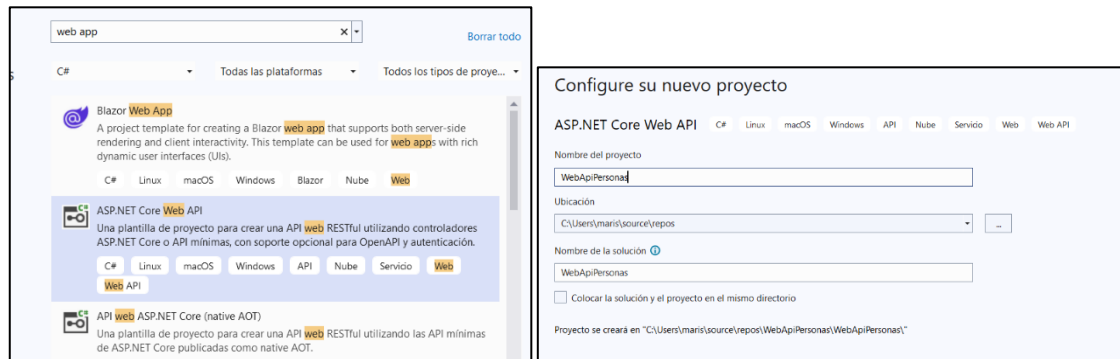 web app
Borrar todo
C#
Todas las plataformas
Todos los tipos de proye...
Blazor Web App
A project template for creating a Blazor web app that supports both server-side
rendering and client interactivity. This template can be used for web apps with rich
dynamic user interfaces (UIs).
C# Linux macOS Windows Blazor Nube Web
ASP.NET Core Web API
Una plantilla de proyecto para crear una API web RESTful utilizando controladores
ASP.NET Core o API mínimas, con soporte opcional para OpenAPI y autenticación.
C# Linux macOS Windows API Nube Servicio Web
Web API
API web ASP.NET Core (native AOT)
Una plantilla de proyecto para crear una API web RESTful utilizando las API mínimas
de ASP.NET Core publicadas como native AOT.
Configure su nuevo proyecto
ASP.NET Core Web API C# Linux macOS Windows API Nube Servicio Web Web API
Nombre del proyecto
WebApiPersonas
Ubicación
C:\Users\maris\source\repos
...
Nombre de la solución
WebApiPersonas
Colocar la solución y el proyecto en el mismo directorio
Proyecto se creará en "C:\Users\maris\source\repos\WebApiPersonas\WebApiPersonas\"